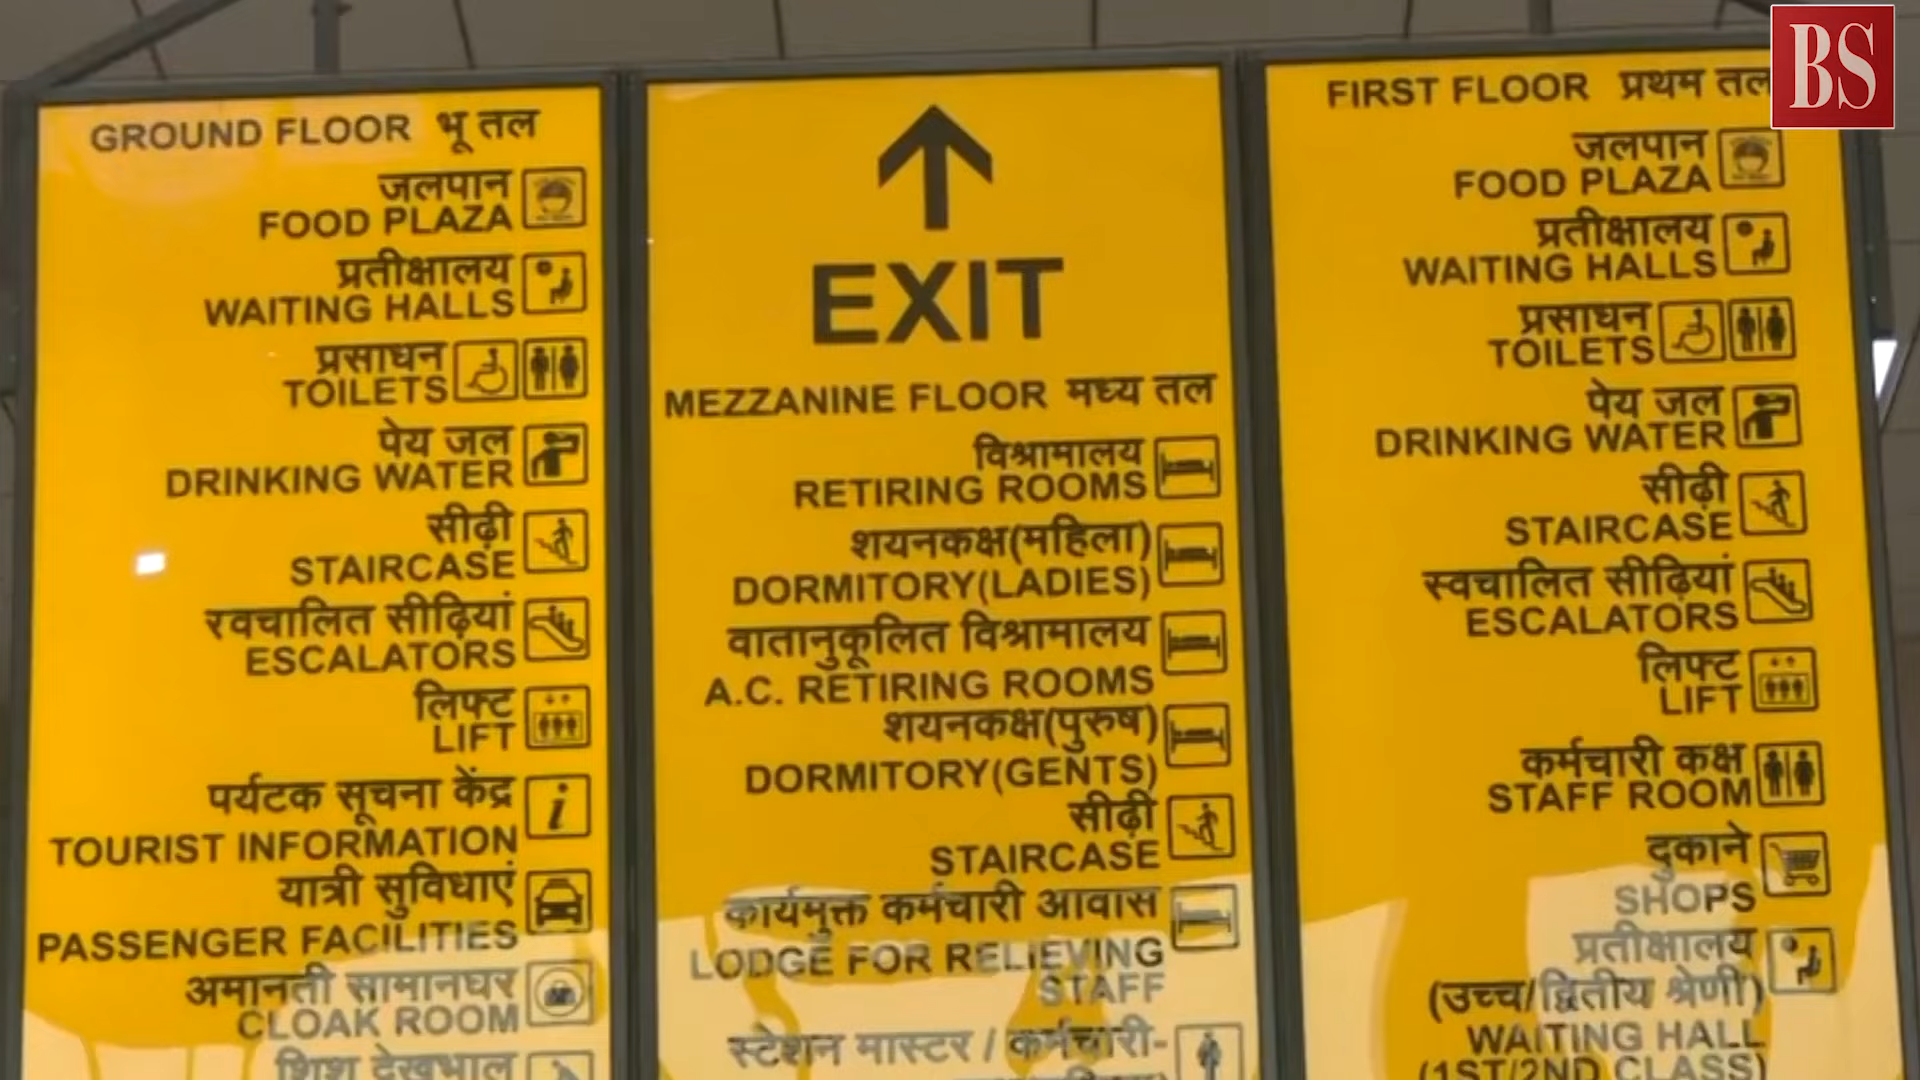 GROUND FLOOR भू तल
जलपान
FOOD PLAZA
प्रतीक्षालय
WAITING HALLS
प्रसाधन
TOILETS
पेय जल
DRINKING WATER
सीढ़ी
STAIRCASE
रवचालित सीढ़ियां
ESCALATORS
लिफ्ट
LIFT
पर्यटक सूचना केंद्र
TOURIST INFORMATION
यात्री सुविधाएं
PASSENGER FACILITIES
अमानती सामानघर
CLOAK ROOM
शिशु देखभाल
EXIT
MEZZANINE FLOOR मध्य तल
विश्रामालय
RETIRING ROOMS
शयनकक्ष(महिला)
DORMITORY(LADIES)
वातानुकूलित विश्रामालय
A.C. RETIRING ROOMS
शयनकक्ष(पुरुष)
DORMITORY(GENTS)
सीढ़ी
STAIRCASE
कार्यमुक्त कर्मचारी आवास
LODGE FOR RELIEVING
STAFF
स्टेशन मास्टर / कर्मचारी-
FIRST FLOOR प्रथम तल
जलपान
FOOD PLAZA
प्रतीक्षालय
WAITING HALLS
प्रसाधन
TOILETS
पेय जल
DRINKING WATER
सीढ़ी
STAIRCASE
स्वचालित सीढ़ियां
ESCALATORS
लिफ्ट
LIFT
कर्मचारी कक्ष
STAFF ROOM
दुकाने
SHOPS
प्रतीक्षालय
(उच्च/द्वितीय श्रेणी)
WAITING HALL
(1ST/2ND CLASS)
BS